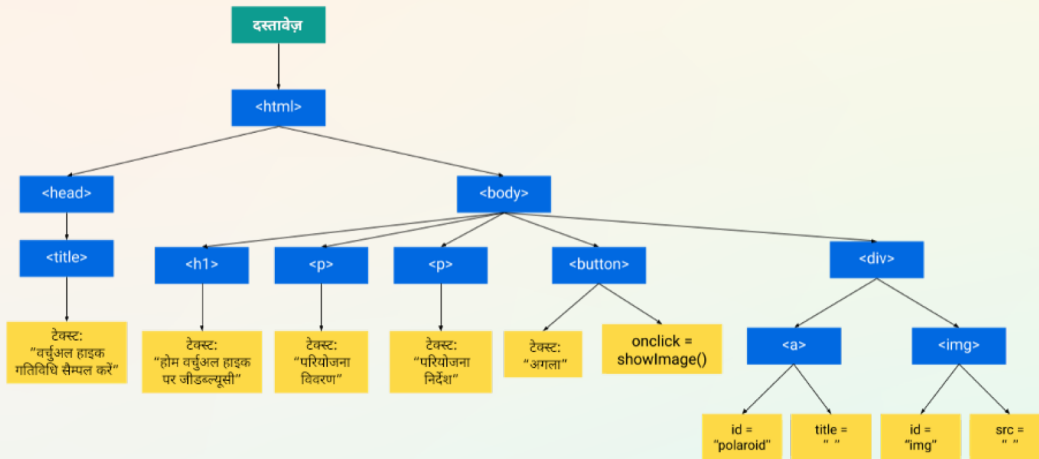 दस्तावेज़
<html>
<head>
<body>
<title>
<h1>
<p>
<p>
<button>
<div>
टेक्स्ट:
“वर्चुअल हाइक
गतिविधि सैम्पल करें”
टेक्स्ट:
“होम वर्चुअल हाइक
पर जीडब्ल्यूसी”
टेक्स्ट:
“परियोजना
विवरण”
टेक्स्ट:
“परियोजना
निर्देश”
टेक्स्ट:
“अगला”
onclick =
showImage()
<a>
<img>
id =
“polaroid”
title =
“ ”
id =
“img”
src =
“ ”